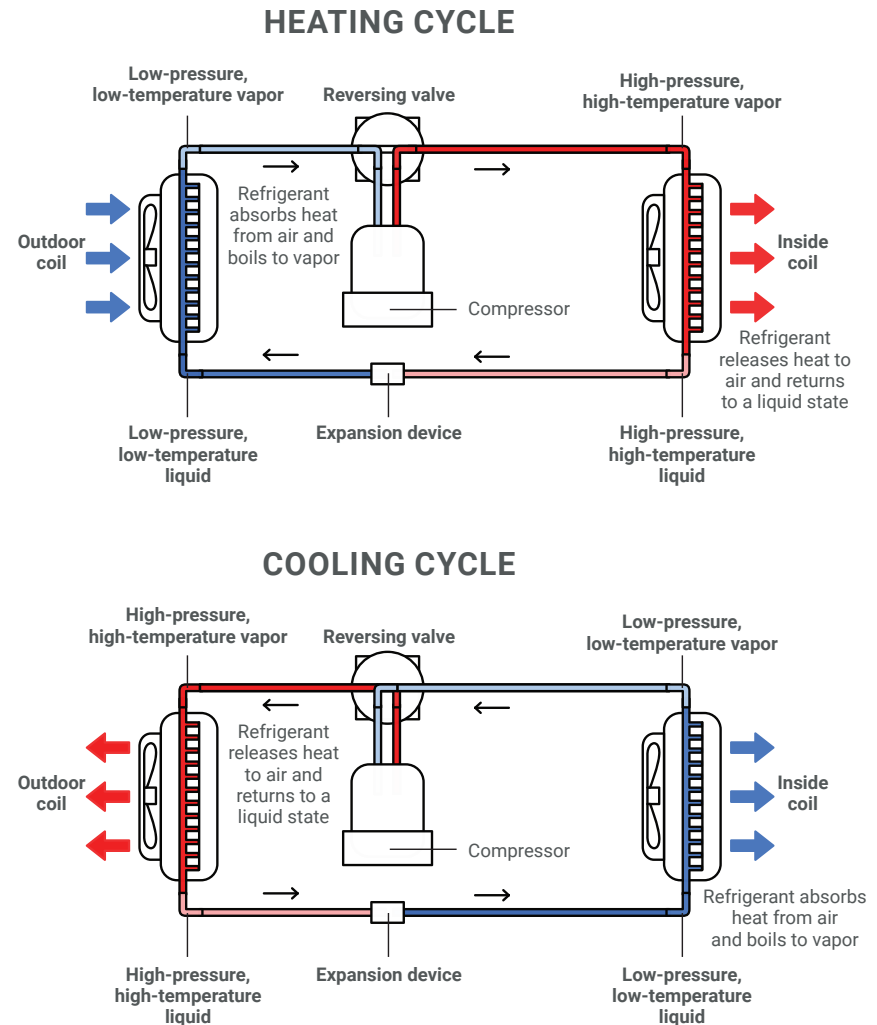 HEATING CYCLE
Low-pressure,
low-temperature vapor
Reversing valve
High-pressure,
high-temperature vapor
Refrigerant
absorbs heat
from air and
boils to vapor
Outdoor
coil
Inside
coil
Compressor
Refrigerant
releases heat to
air and returns
to a liquid state
Low-pressure,
low-temperature
liquid
Expansion device
High-pressure,
high-temperature
liquid
COOLING CYCLE
High-pressure,
high-temperature vapor
Reversing valve
Low-pressure,
low-temperature vapor
Refrigerant
releases heat
to air and
returns to a
liquid state
Outdoor
coil
Inside
coil
Compressor
Refrigerant absorbs
heat from air
and boils to vapor
High-pressure,
high-temperature
liquid
Expansion device
Low-pressure,
low-temperature
liquid